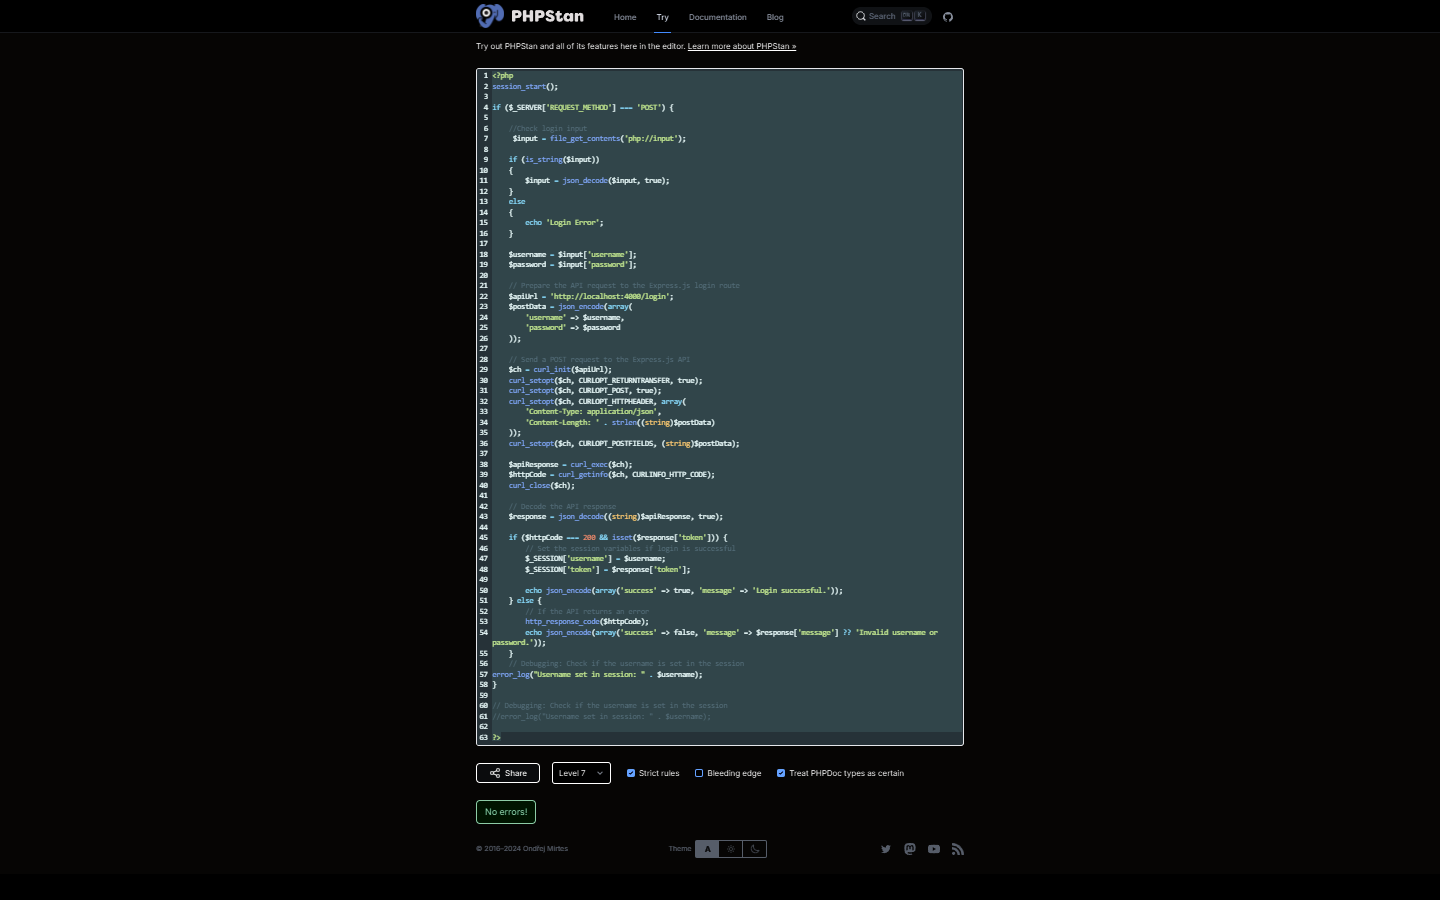 PHPStan Home Try Documentation Blog Search K
Try out PHPStan and all of its features here in the editor. Learn more about PHPStan »
1 <?php
2 session_start();
3
4 if ($_SERVER['REQUEST_METHOD'] === 'POST') {
5
6 //Check login input
7 $input = file_get_contents('php://input');
8
9 if (is_string($input))
10 {
11 $input = json_decode($input, true);
12 }
13 else
14 {
15 echo 'Login Error';
16 }
17
18 $username = $input['username'];
19 $password = $input['password'];
20
21 // Prepare the API request to the Express.js login route
22 $apiUrl = 'http://localhost:4000/login';
23 $postData = json_encode(array(
24 'username' => $username,
25 'password' => $password
26 ));
27
28 // Send a POST request to the Express.js API
29 $ch = curl_init($apiUrl);
30 curl_setopt($ch, CURLOPT_RETURNTRANSFER, true);
31 curl_setopt($ch, CURLOPT_POST, true);
32 curl_setopt($ch, CURLOPT_HTTPHEADER, array(
33 'Content-Type: application/json',
34 'Content-Length: ' . strlen((string)$postData)
35 ));
36 curl_setopt($ch, CURLOPT_POSTFIELDS, (string)$postData);
37
38 $apiResponse = curl_exec($ch);
39 $httpCode = curl_getinfo($ch, CURLINFO_HTTP_CODE);
40 curl_close($ch);
41
42 // Decode the API response
43 $response = json_decode((string)$apiResponse, true);
44
45 if ($httpCode === 200 && isset($response['token'])) {
46 // Set the session variables if login is successful
47 $_SESSION['username'] = $username;
48 $_SESSION['token'] = $response['token'];
49
50 echo json_encode(array('success' => true, 'message' => 'Login successful.'));
51 } else {
52 // If the API returns an error
53 http_response_code($httpCode);
54 echo json_encode(array('success' => false, 'message' => $response['message'] ?? 'Invalid username or
password.'));
55 }
56 // Debugging: Check if the username is set in the session
57 error_log("Username set in session: " . $username);
58 }
59
60 // Debugging: Check if the username is set in the session
61 //error_log("Username set in session: " . $username);
62
63 ?>
Share Level 7 Strict rules Bleeding edge Treat PHPDoc types as certain
No errors!
© 2016–2024 Ondřej Mirtes Theme A